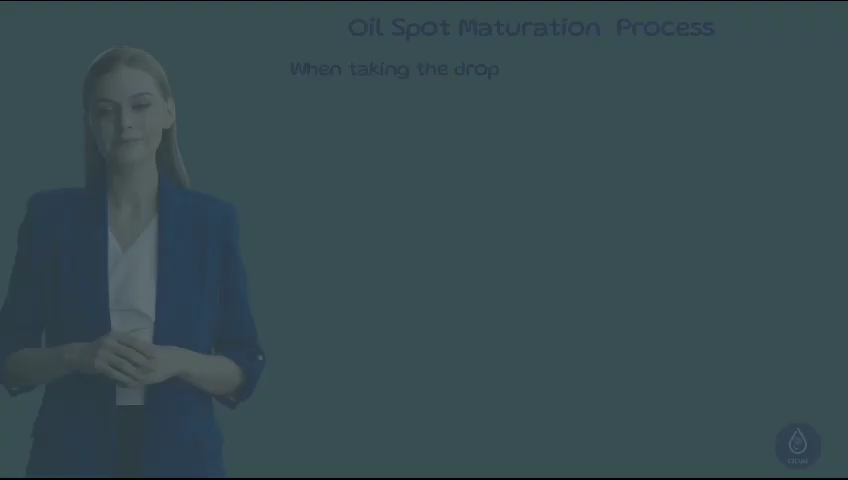 Oil Spot Maturation Process
When taking the drop